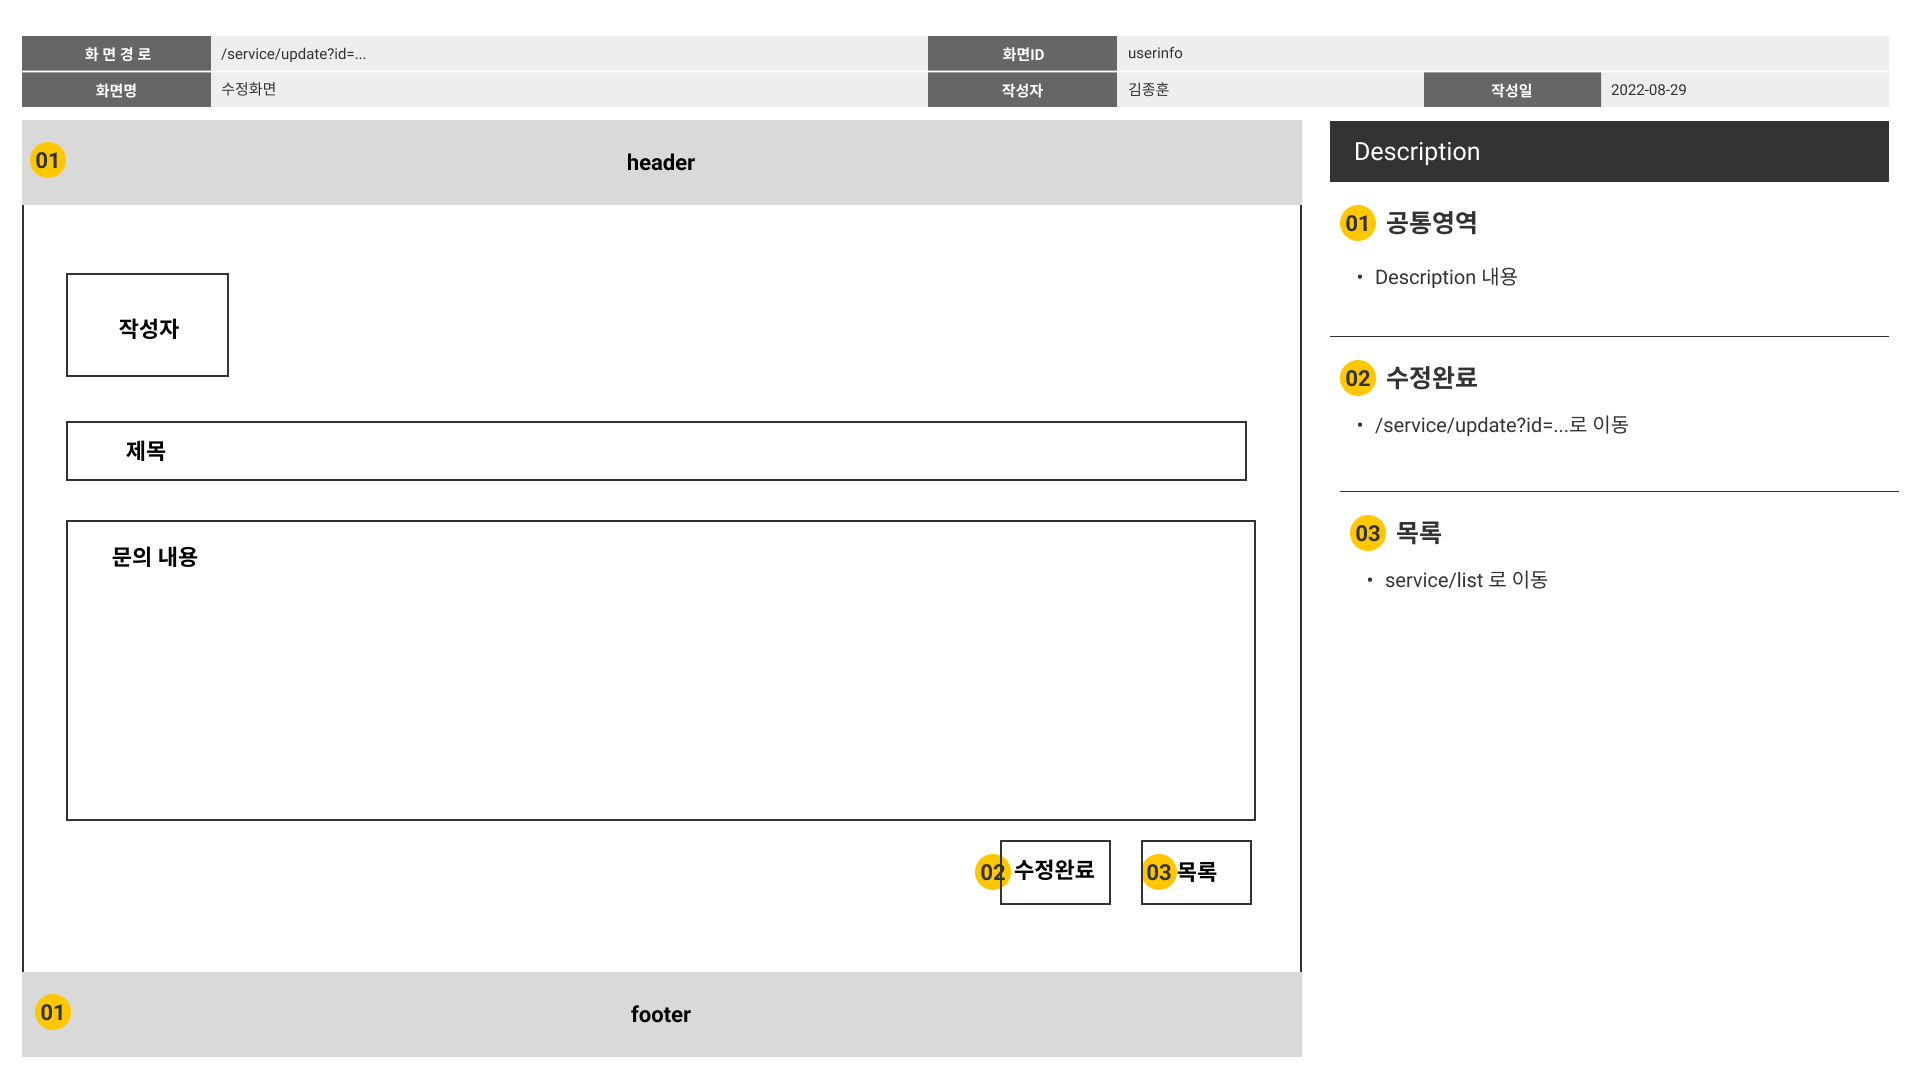 화 면 경 로 /service/update?id=... 화면ID userinfo
화면명 수정화면 작성자 김종훈 작성일 2022-08-29
01 header
작성자
제목
문의 내용
02 수정완료 03 목록
01 footer
Description
01 공통영역
• Description 내용
02 수정완료
• /service/update?id=...로 이동
03 목록
• service/list 로 이동